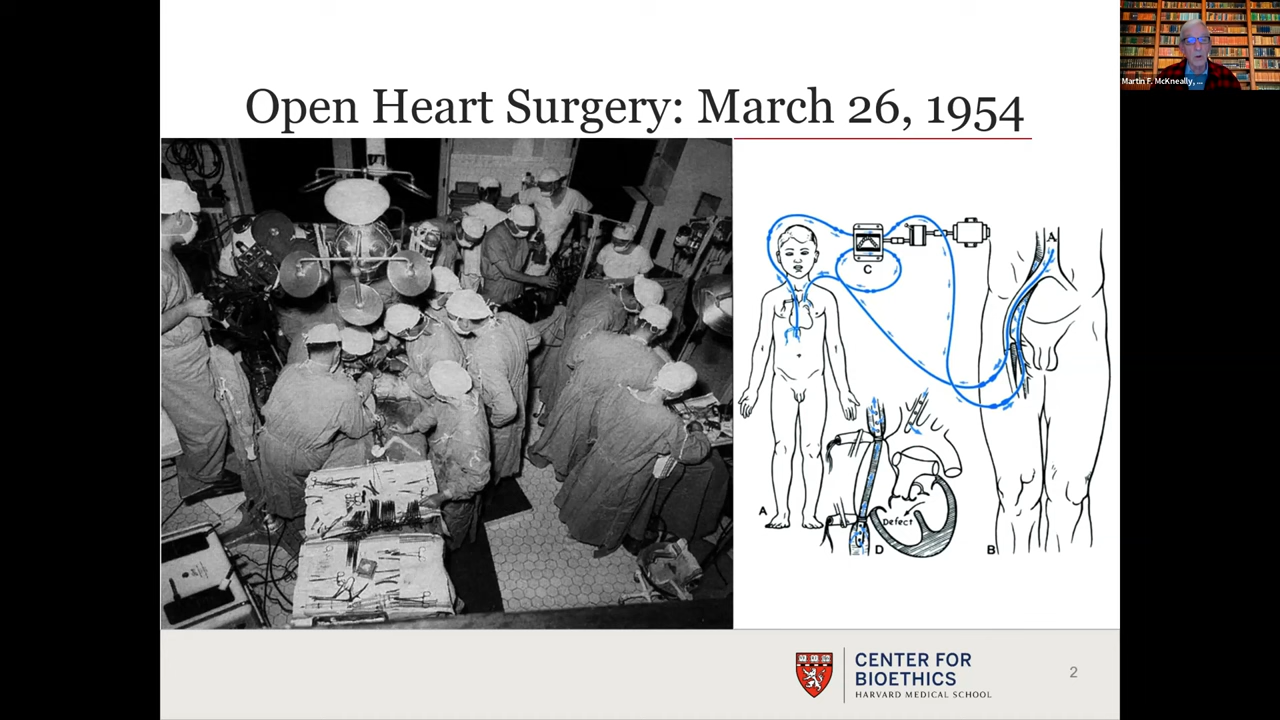 Martin F. McKneally, ...
Open Heart Surgery: March 26, 1954
A
C
A
Defect
D
B
CENTER FOR
BIOETHICS
HARVARD MEDICAL SCHOOL
2